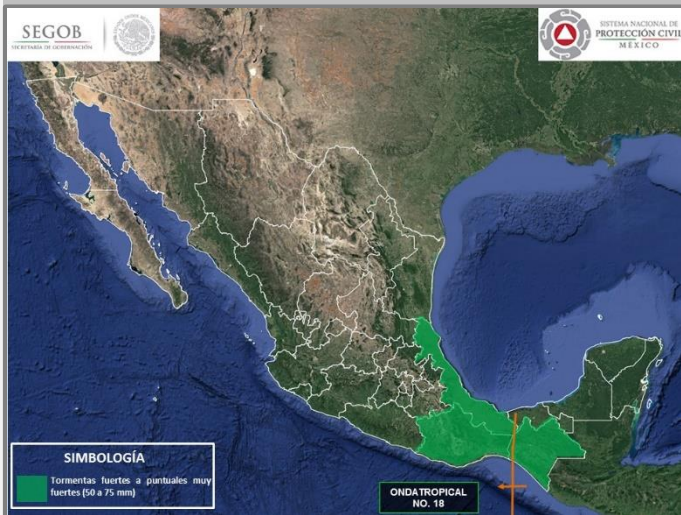 SEGOB
SECRETARÍA DE GOBERNACIÓN
SISTEMA NACIONAL DE
PROTECCIÓN CIVIL
MÉXICO
SIMBOLOGÍA
Tormentas fuertes a puntuales muy
fuertes (50 a 75 mm)
ONDATROPICAL
NO. 18